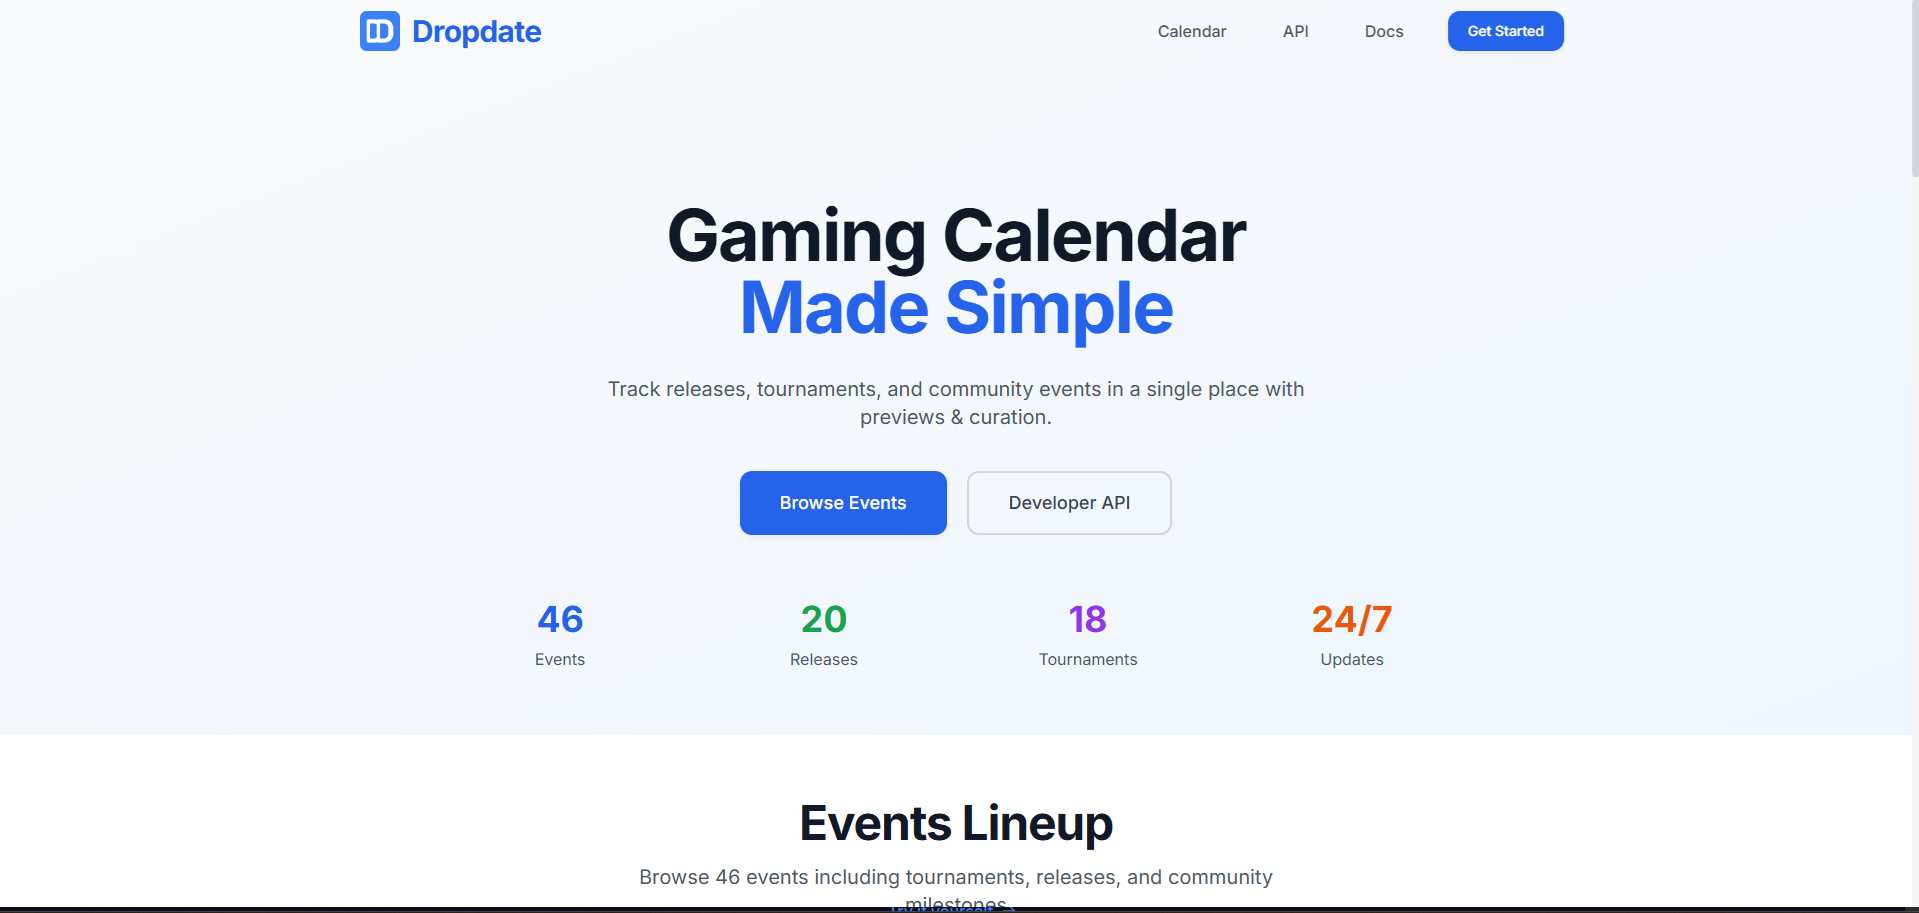 Dropdate
Calendar
API
Docs
Get Started
Gaming Calendar
Made Simple
Track releases, tournaments, and community events in a single place with
previews & curation.
Browse Events
Developer API
46
20
18
24/7
Events
Releases
Tournaments
Updates
Events Lineup
Browse 46 events including tournaments, releases, and community
milestones.